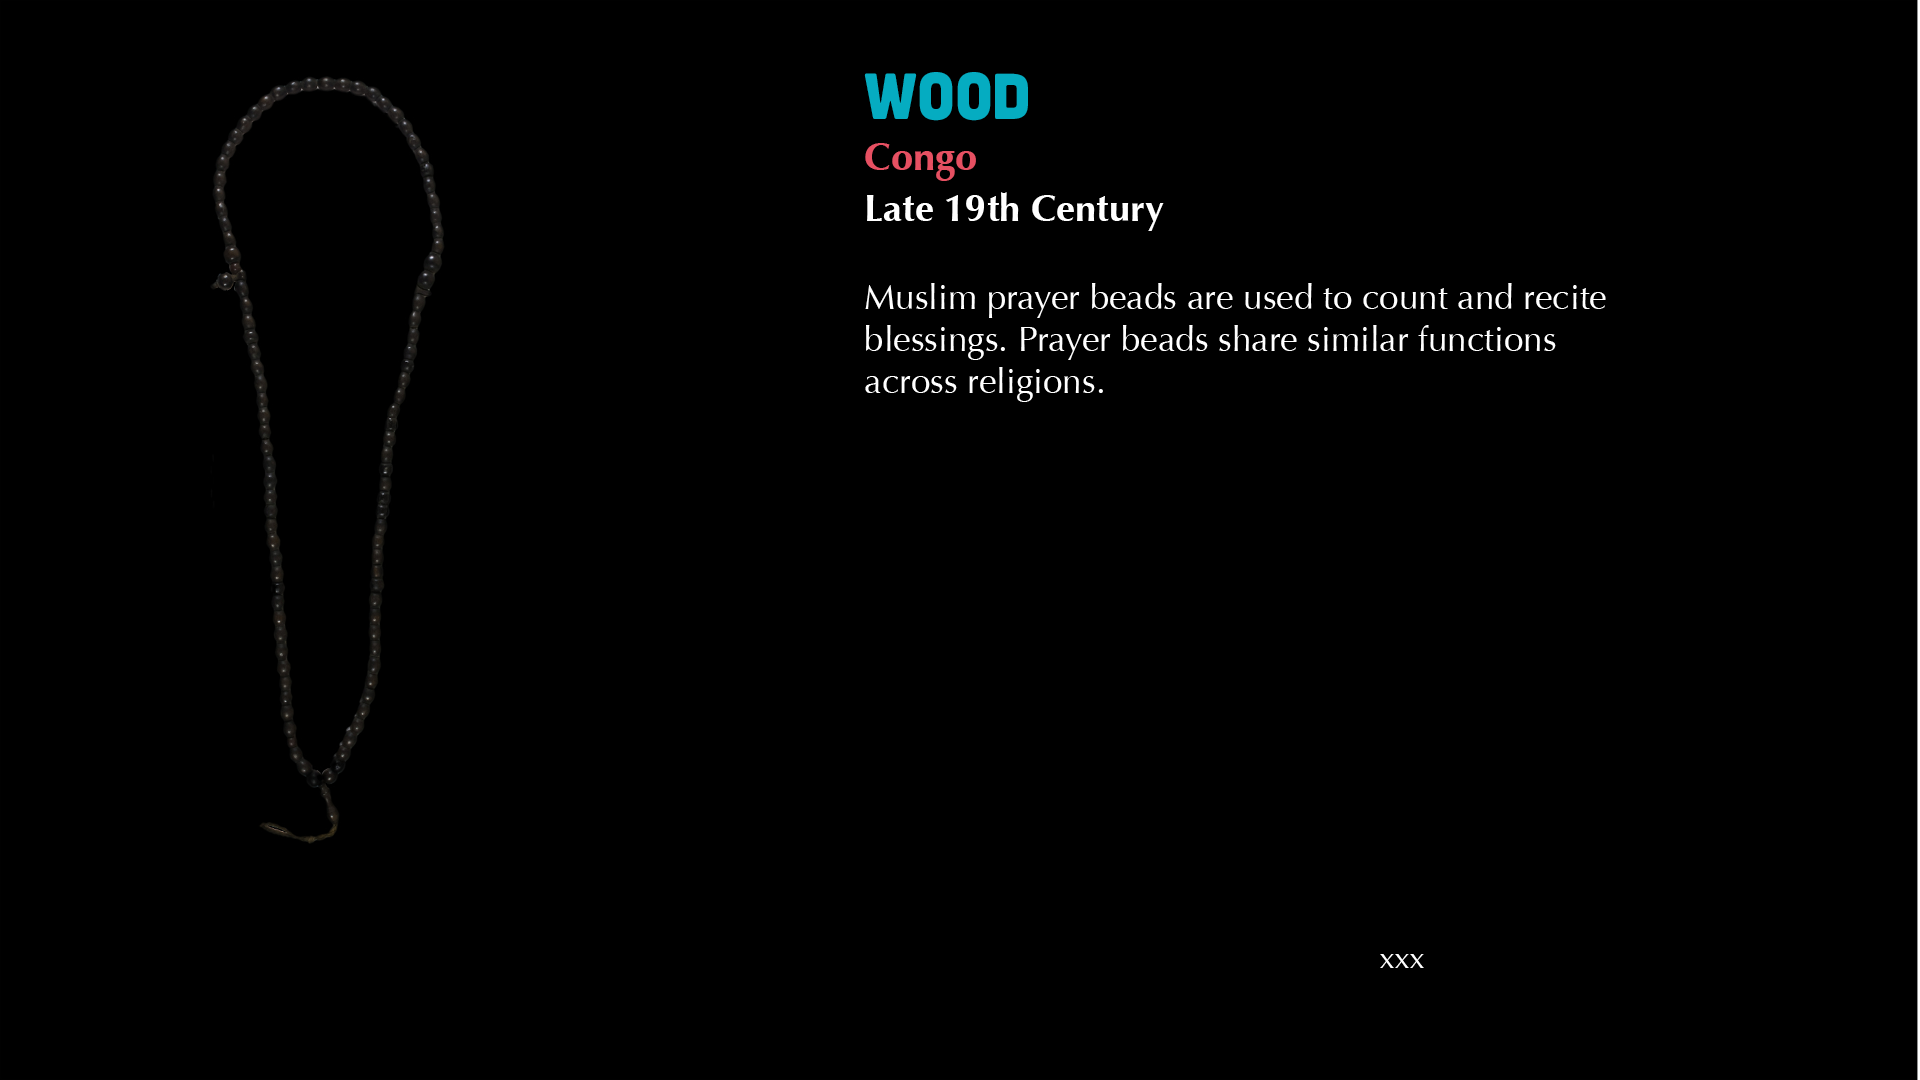 WOOD
Congo
Late 19th Century
Muslim prayer beads are used to count and recite
blessings. Prayer beads share similar functions
across religions.
xxx